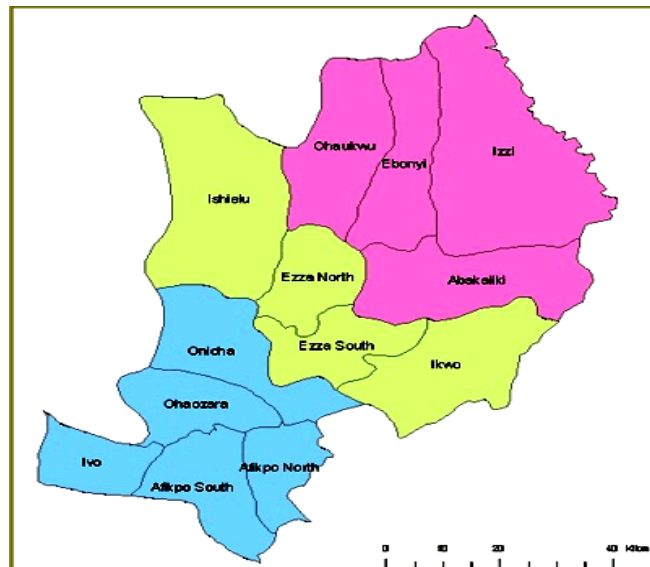 Ohaukwu
Ebonyi
Izzi
Ishielu
Ezza North
Abakaliki
Ezza South
Ikwo
Onicha
Ohaozara
Ivo
Afikpo North
Afikpo South
0 10 20 40 Kilom